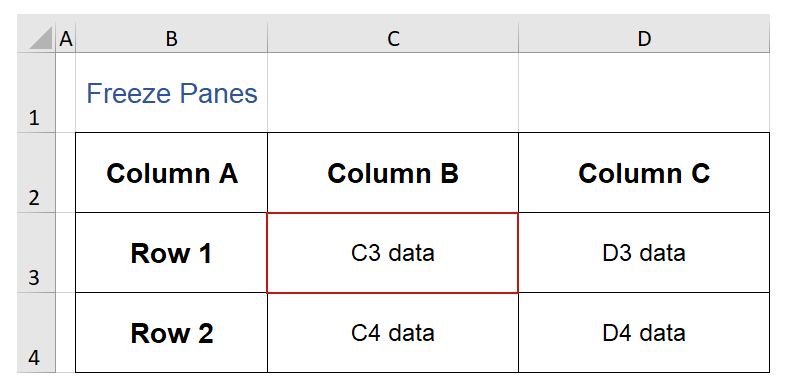 A B C D
1 Freeze Panes
2 Column A Column B Column C
3 Row 1 C3 data D3 data
4 Row 2 C4 data D4 data